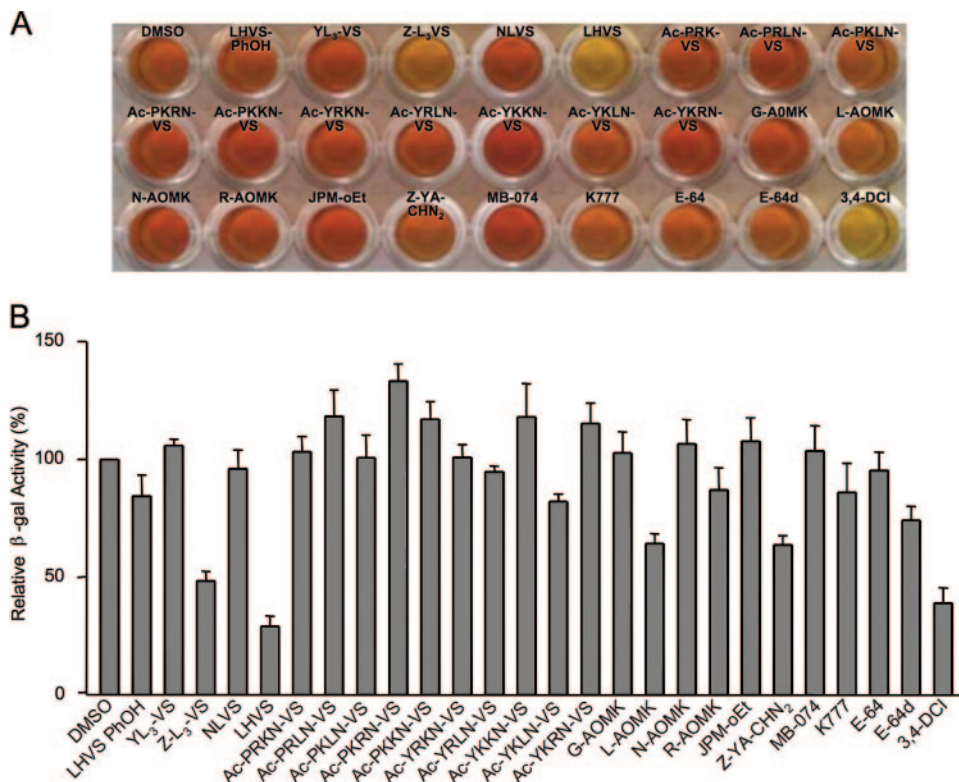 A
DMSO
LHVS-
PhOH
YL3-VS
Z-L3VS
NLVS
LHVS
Ac-PRK-
VS
Ac-PRLN-
VS
Ac-PKLN-
VS
Ac-PKRN-
VS
Ac-PKKN-
VS
Ac-YRKN-
VS
Ac-YRLN-
VS
Ac-YKKN-
VS
Ac-YKLN-
VS
Ac-YKRN-
VS
G-A0MK
L-AOMK
N-AOMK
R-AOMK
JPM-oEt
Z-YA-
CHN2
MB-074
K777
E-64
E-64d
3,4-DCI
B
Relative β-gal Activity (%)
150
100
50
0
DMSO
LHVS PhOH
YL3-VS
Z-L3-VS
NLVS
LHVS
Ac-PRKN-VS
Ac-PRLN-VS
Ac-PKLN-VS
Ac-PKRN-VS
Ac-PKKN-VS
Ac-YRKN-VS
Ac-YRLN-VS
Ac-YKKN-VS
Ac-YKLN-VS
Ac-YKRN-VS
G-AOMK
L-AOMK
N-AOMK
R-AOMK
JPM-oEt
Z-YA-CHN2
MB-074
K777
E-64
E-64d
3,4-DCI